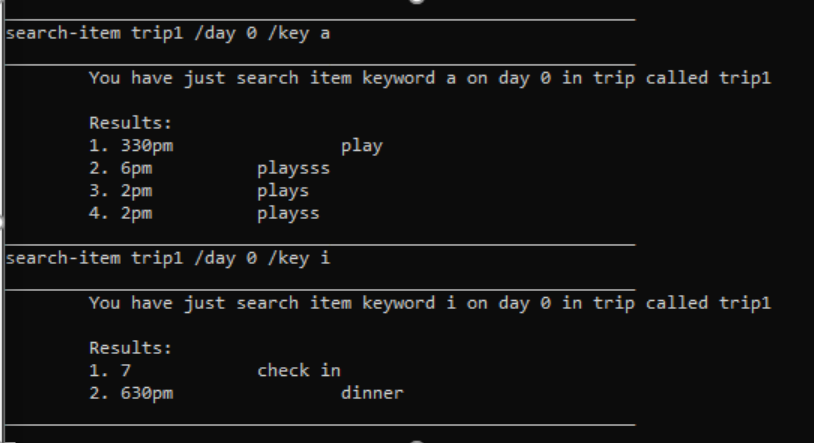 search-item trip1 /day 0 /key a
You have just search item keyword a on day 0 in trip called trip1
Results:
1. 330pm play
2. 6pm playsss
3. 2pm plays
4. 2pm playss
search-item trip1 /day 0 /key i
You have just search item keyword i on day 0 in trip called trip1
Results:
1. 7 check in
2. 630pm dinner